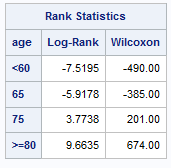 Rank Statistics
age Log-Rank Wilcoxon
<60 -7.5195 -490.00
65 -5.9178 -385.00
75 3.7738 201.00
>=80 9.6635 674.00